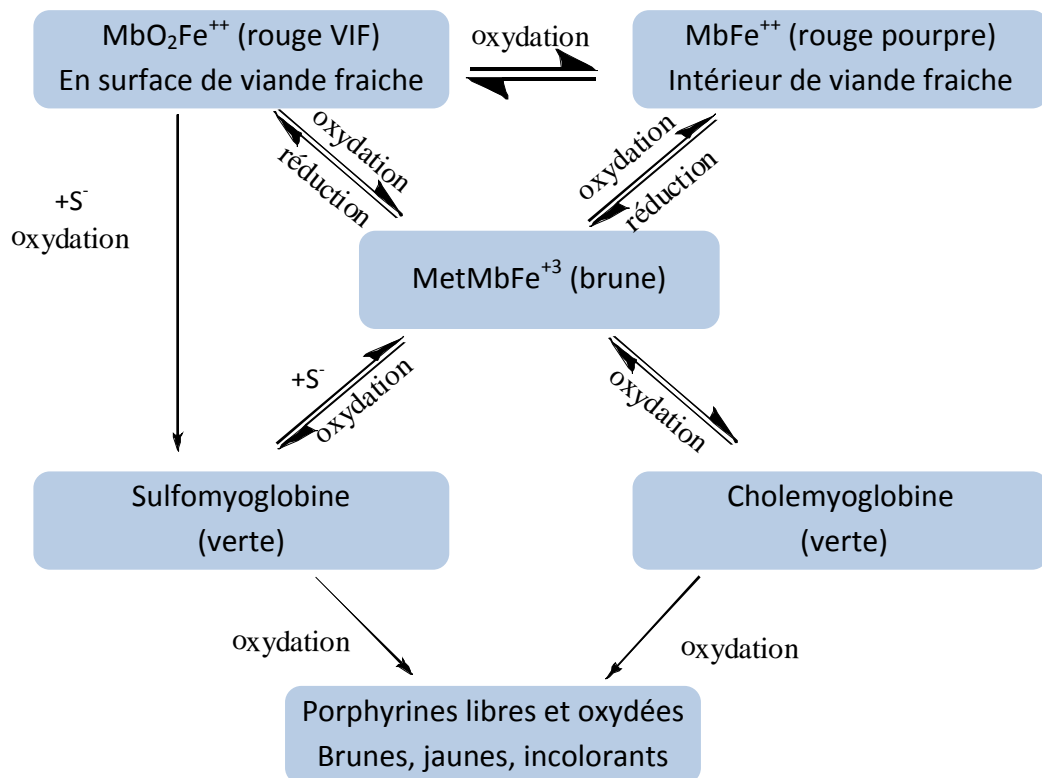 MbO₂Fe⁺⁺ (rouge VIF)
En surface de viande fraiche
oxydation
MbFe⁺⁺ (rouge pourpre)
Intérieur de viande fraiche
oxydation
réduction
oxydation
réduction
+S⁻
oxydation
MetMbFe⁺³ (brune)
+S⁻
oxydation
oxydation
Sulfomyoglobine
(verte)
Cholemyoglobine
(verte)
oxydation
oxydation
Porphyrines libres et oxydées
Brunes, jaunes, incolorants